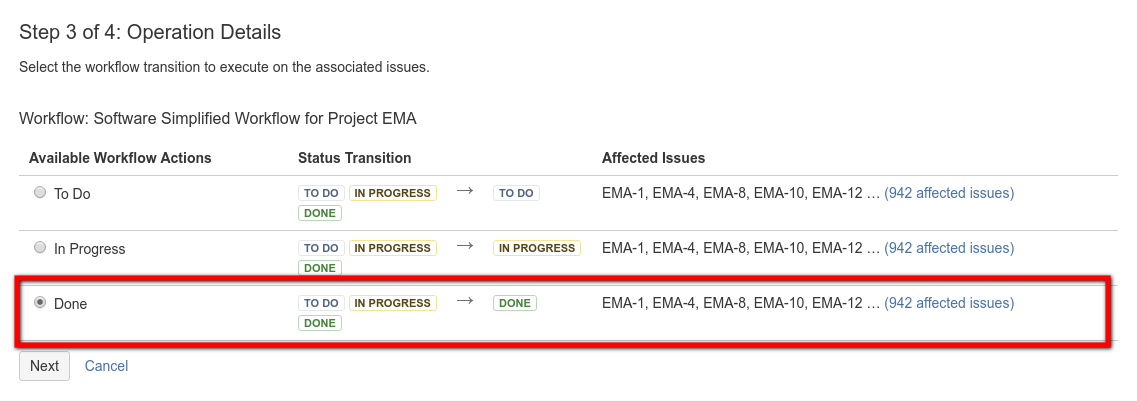 Step 3 of 4: Operation Details
Select the workflow transition to execute on the associated issues.
Workflow: Software Simplified Workflow for Project EMA
Available Workflow Actions Status Transition Affected Issues
To Do TO DO IN PROGRESS → TO DO EMA-1, EMA-4, EMA-8, EMA-10, EMA-12 … (942 affected issues)
DONE
In Progress TO DO IN PROGRESS → IN PROGRESS EMA-1, EMA-4, EMA-8, EMA-10, EMA-12 … (942 affected issues)
DONE
Done TO DO IN PROGRESS → DONE EMA-1, EMA-4, EMA-8, EMA-10, EMA-12 … (942 affected issues)
DONE
Next Cancel